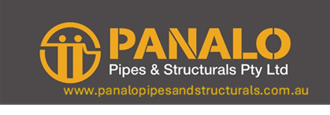 PANALO
Pipes & Structurals Pty Ltd
www.panalopipesandstructurals.com.au